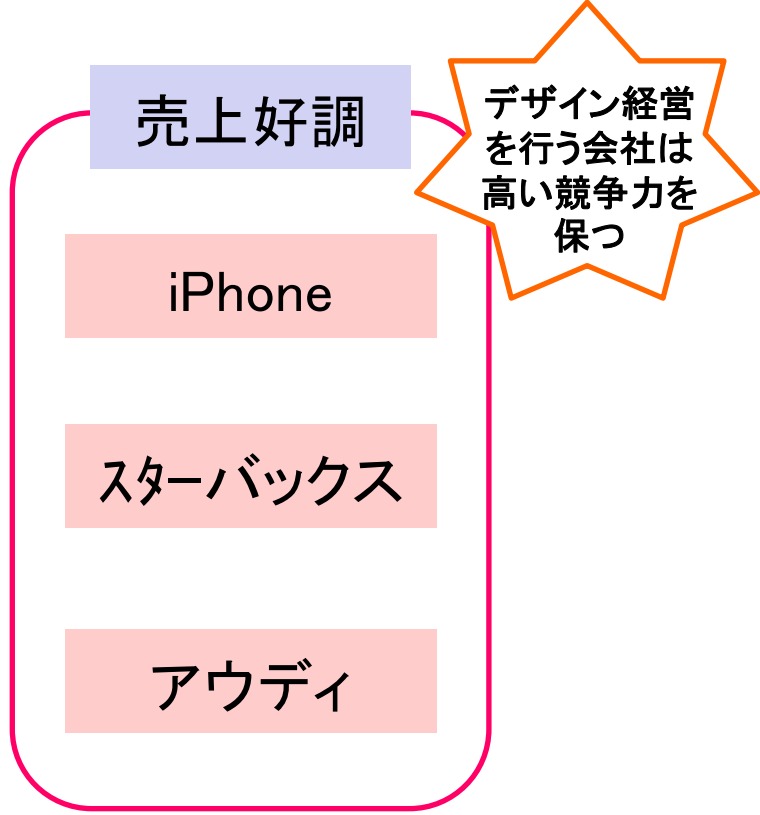 売上好調
デザイン経営
を行う会社は
高い競争力を
保つ
iPhone
ｽﾀｰバックス
アウディ